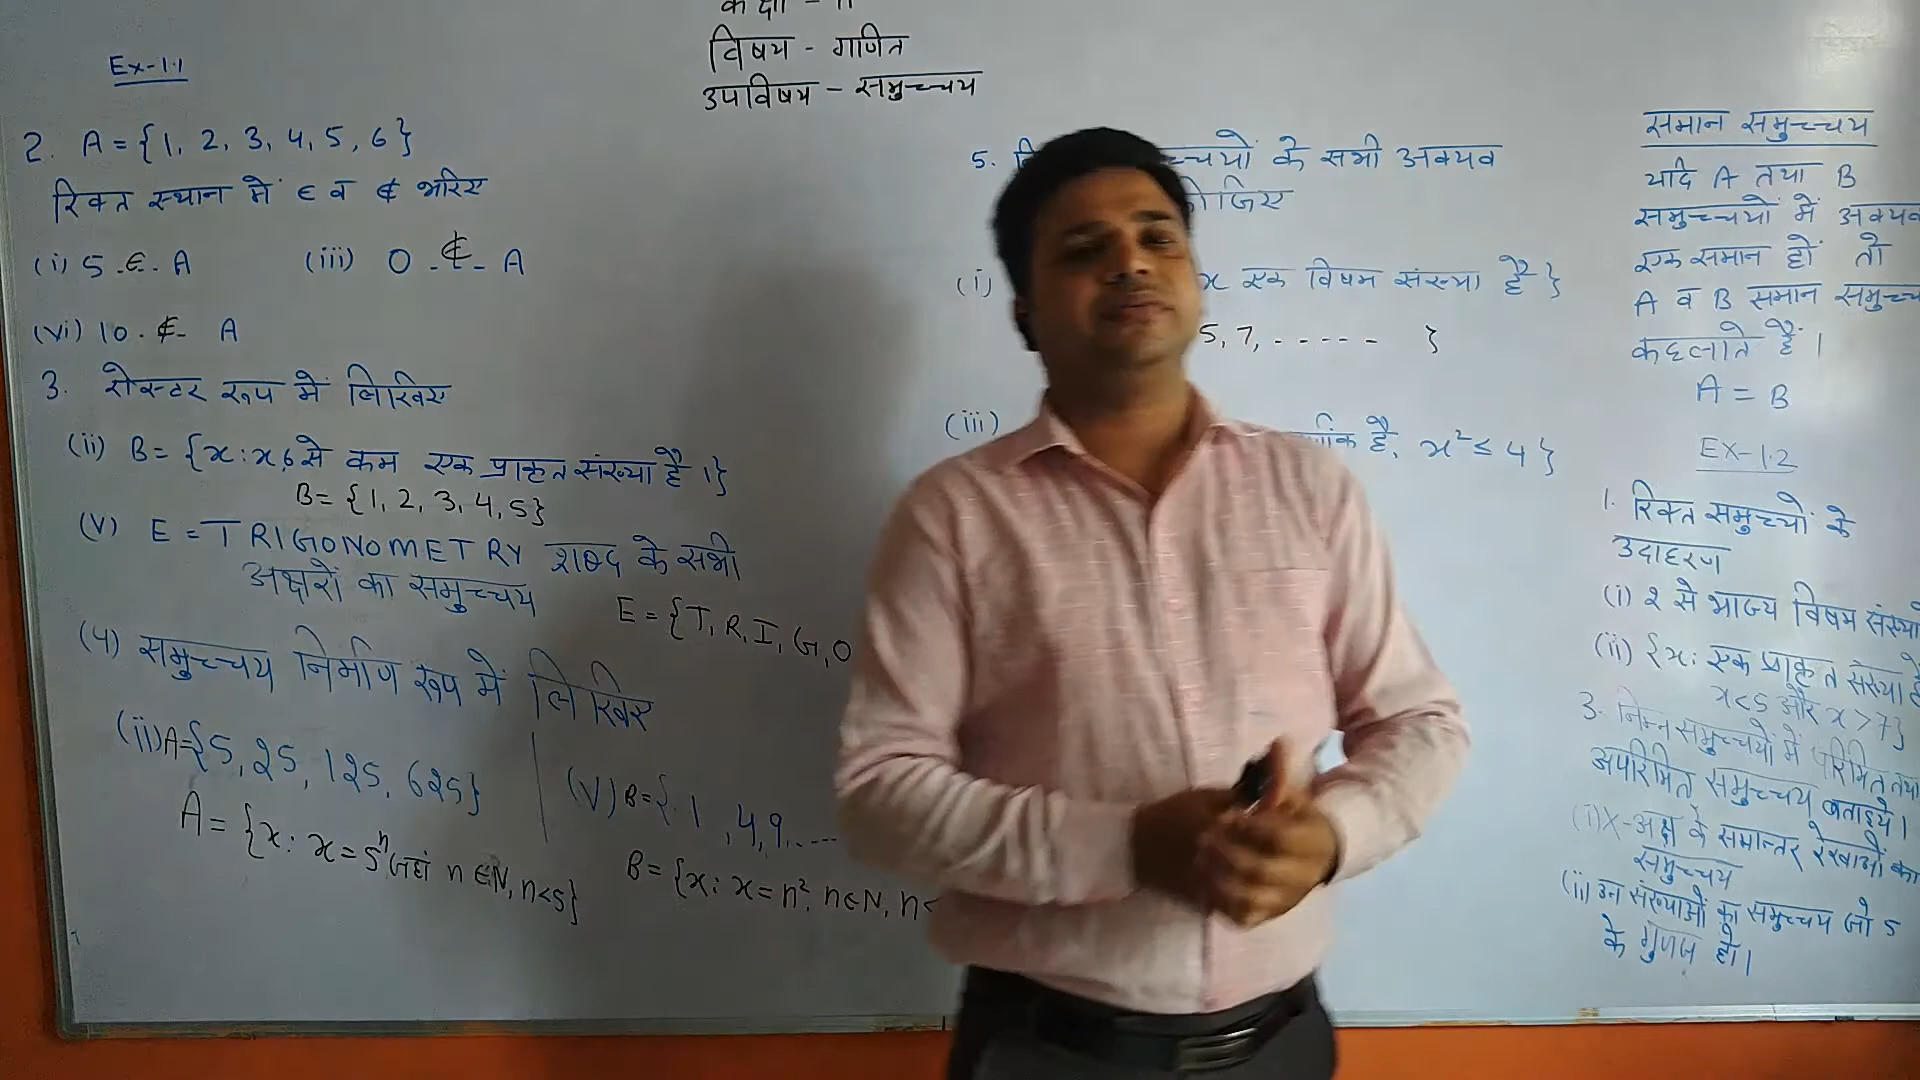 कक्षा - 11
विषय - गणित
उपविषय - समुच्चय
Ex-1.1
2. A = {1, 2, 3, 4, 5, 6}
रिक्त स्थान में ∈ व ∉ भरिए
(i) 5 -∈- A (iii) 0 -∉- A
(vi) 10 -∉- A
3. रोस्टर रूप में लिखिए
(ii) B = {x : x 6 से कम एक प्राकृत संख्या है ।}
B = {1, 2, 3, 4, 5}
(v) E = TRIGONOMETRY शब्द के सभी
अक्षरों का समुच्चय
E = {T, R, I, G, O
(4) समुच्चय निर्माण रूप में लिखिए
(ii) A={5, 25, 125, 625}
A = {x : x = 5ⁿ जहां n ∈ N, n<5}
(v) B={1, 4, 9, ....
B = {x : x = n², n∈N, n<
5. च्चयों के सभी अवयव
जिए
(i) x एक विषम संख्या है }
5, 7, - - - - - }
(iii) है, x² ≤ 4 }
समान समुच्चय
यदि A तथा B
समुच्चयों में अवयव
एक समान हों तो
A व B समान समुच्च
कहलाते हैं ।
A = B
EX-1.2
1. रिक्त समुच्यों के
उदाहरण
(i) 2 से भाज्य विषम संख्या
(ii) {x : एक प्राकृत संख्या है
x<5 और x >7}
3. निम्न समुच्चयों में परिमित तथा
अपरिमित समुच्चय बताइये।
(i) X-अक्ष के समान्तर रेखाओं का
समुच्चय
(ii) उन संख्याओं का समुच्चय जो 5
के गुणज हो।